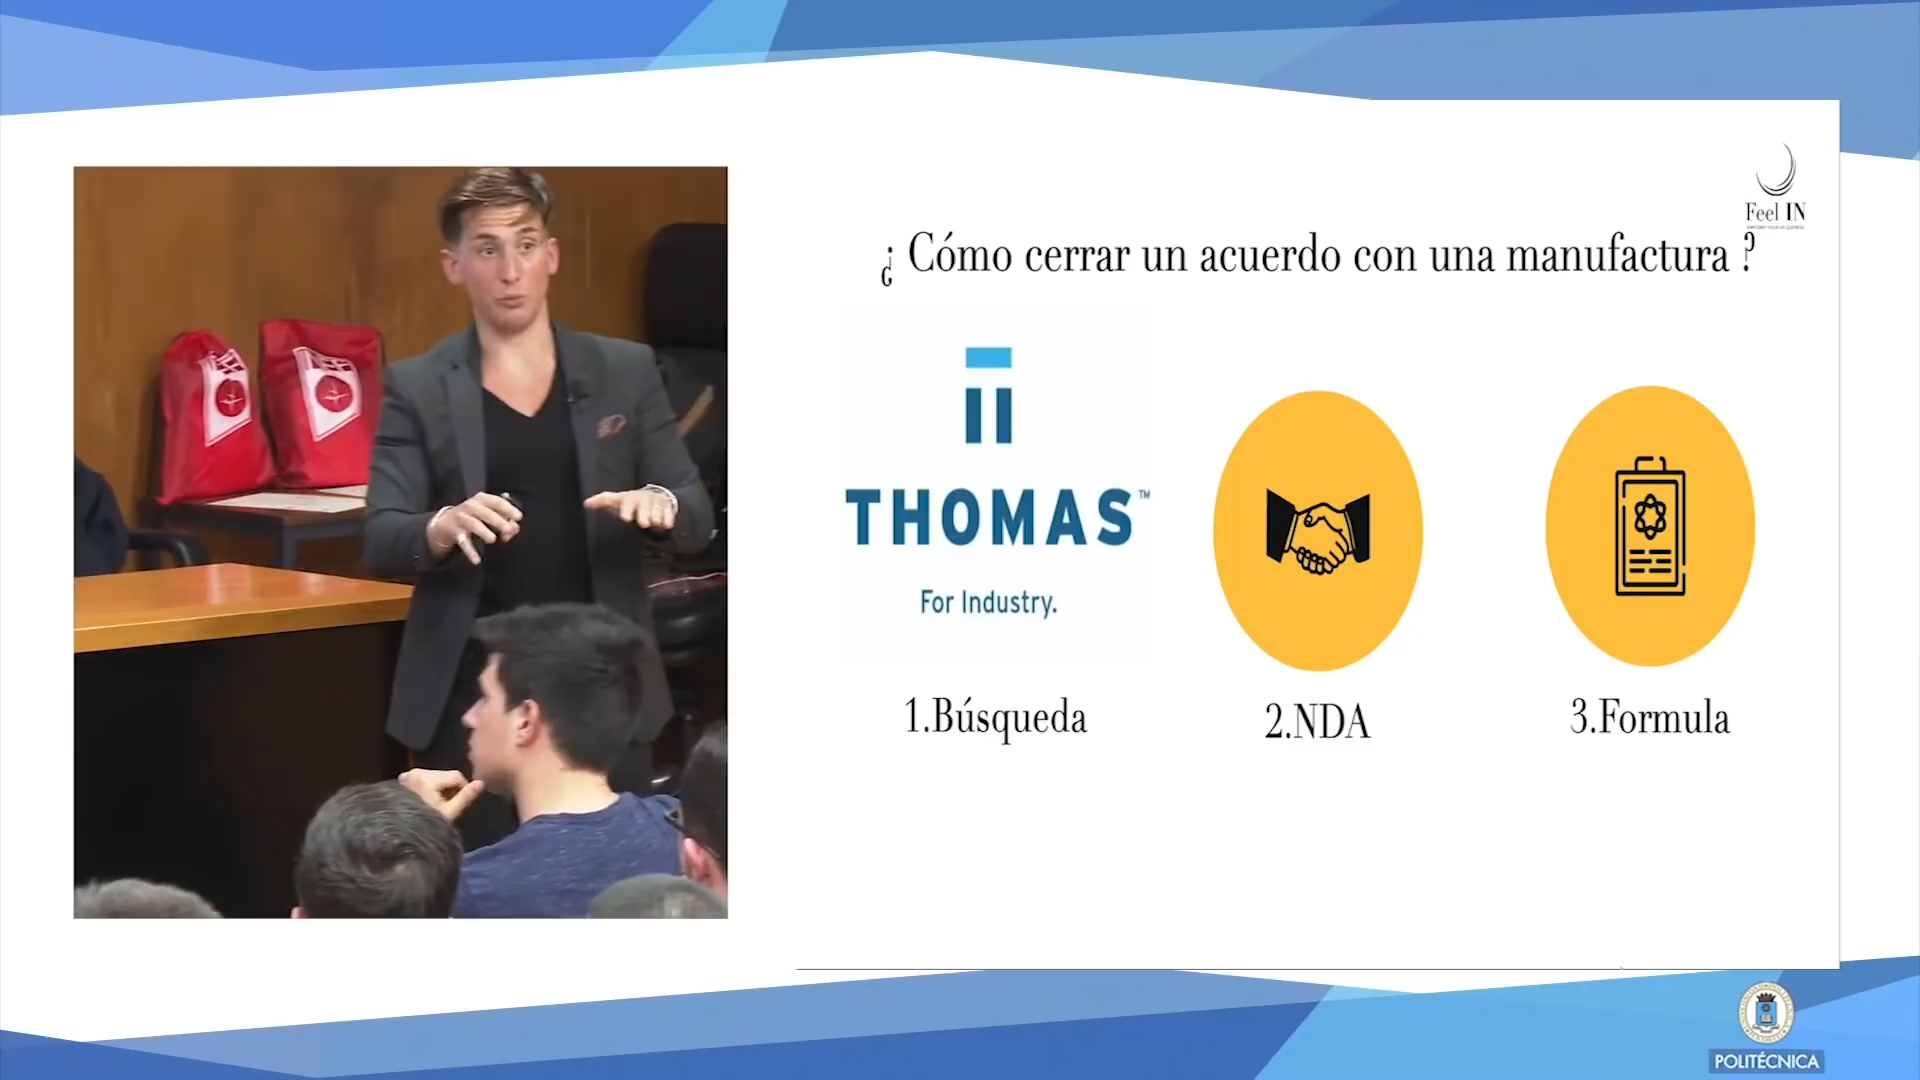 Feel IN
¿ Cómo cerrar un acuerdo con una manufactura ?
THOMAS™
For Industry.
1.Búsqueda
2.NDA
3.Formula
POLITÉCNICA